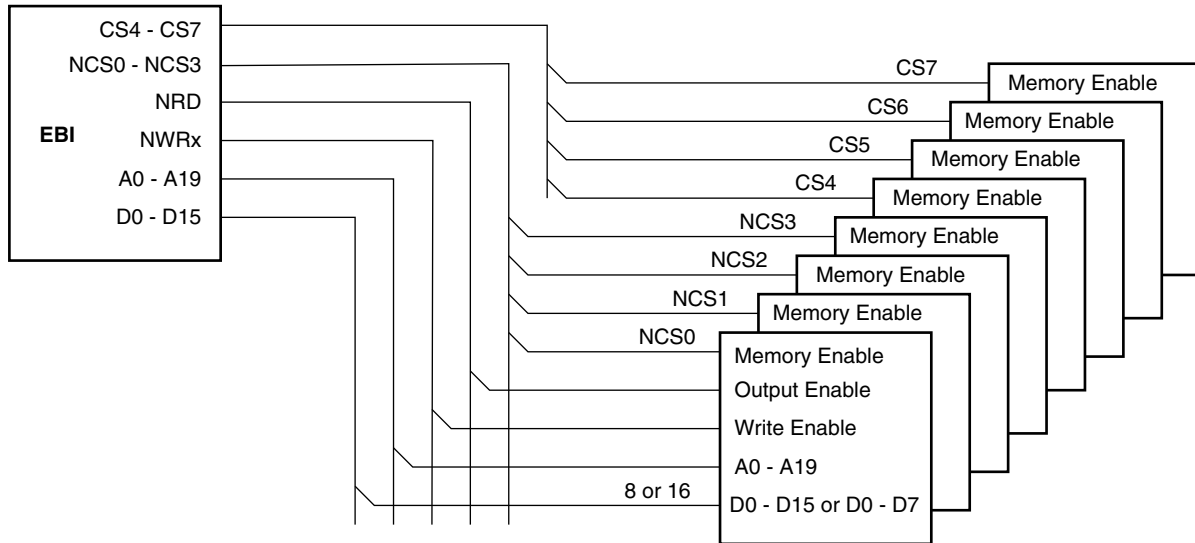 CS4 - CS7
NCS0 - NCS3
NRD
EBI
NWRx
A0 - A19
D0 - D15
CS7
Memory Enable
CS6
Memory Enable
CS5
Memory Enable
CS4
Memory Enable
NCS3
Memory Enable
NCS2
Memory Enable
NCS1
Memory Enable
NCS0
Memory Enable
Output Enable
Write Enable
A0 - A19
8 or 16
D0 - D15 or D0 - D7